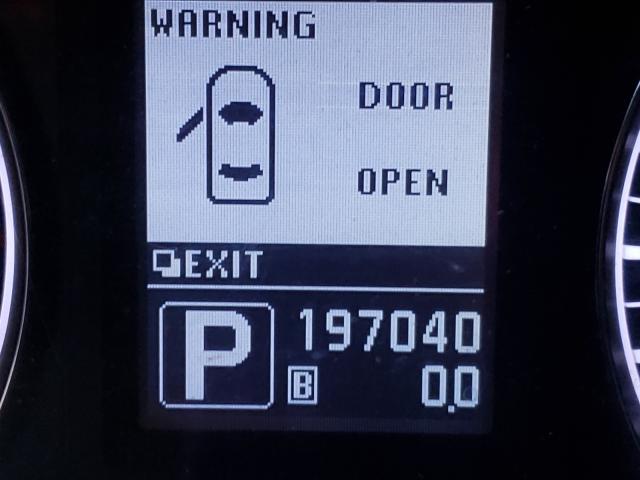 WARNING
DOOR
OPEN
EXIT
P 197040
B 0.0